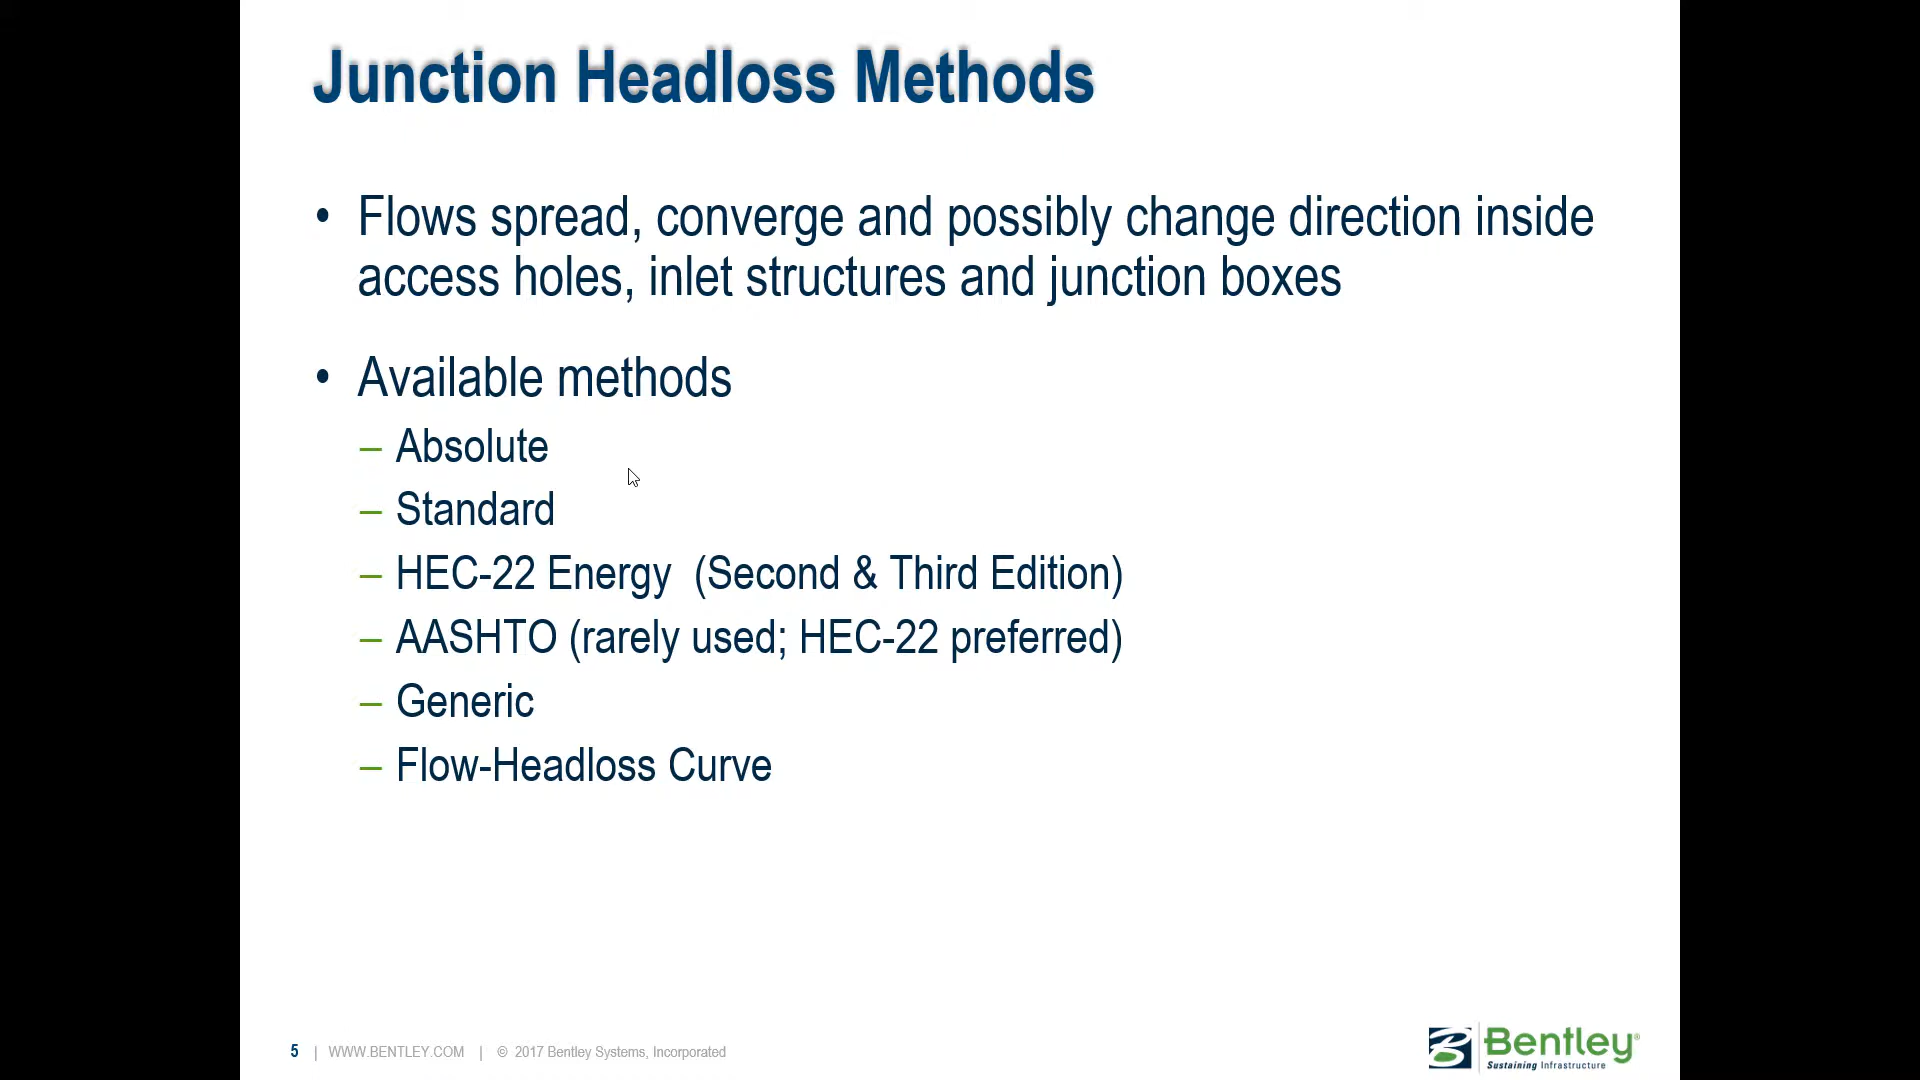 Junction Headloss Methods
• Flows spread, converge and possibly change direction inside
access holes, inlet structures and junction boxes
• Available methods
– Absolute
– Standard
– HEC-22 Energy (Second & Third Edition)
– AASHTO (rarely used; HEC-22 preferred)
– Generic
– Flow-Headloss Curve
5 | WWW.BENTLEY.COM | © 2017 Bentley Systems, Incorporated
Bentley®
Sustaining Infrastructure